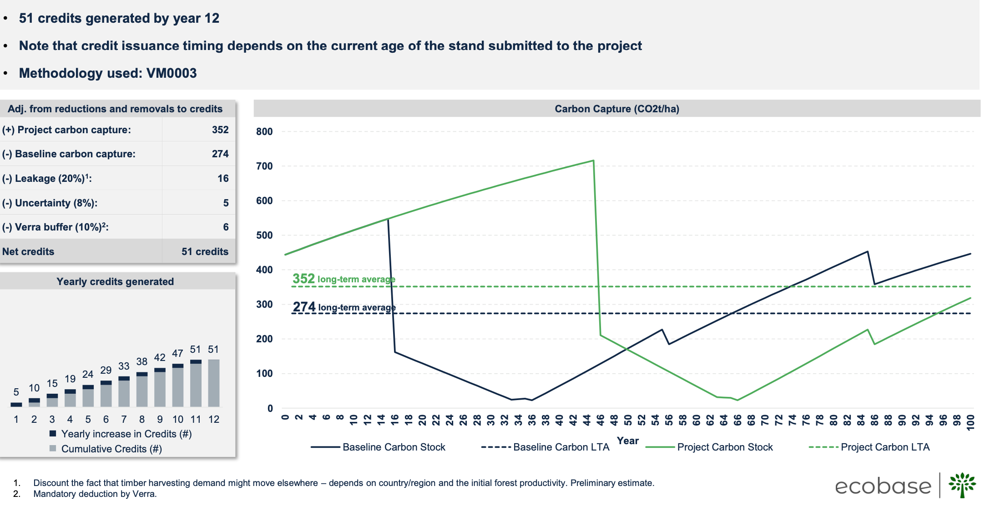 • 51 credits generated by year 12
• Note that credit issuance timing depends on the current age of the stand submitted to the project
• Methodology used: VM0003
Adj. from reductions and removals to credits
(+) Project carbon capture: 352
(-) Baseline carbon capture: 274
(-) Leakage (20%)¹: 16
(-) Uncertainty (8%): 5
(-) Verra buffer (10%)²: 6
Net credits 51 credits
Yearly credits generated
5 10 15 19 24 29 33 38 42 47 51 51
1 2 3 4 5 6 7 8 9 10 11 12
Yearly increase in Credits (#)
Cumulative Credits (#)
Carbon Capture (CO2t/ha)
800
700
600
500
400
352 long-term average
300
274 long-term average
200
100
0
0 2 4 6 8 10 12 14 16 18 20 22 24 26 28 30 32 34 36 38 40 42 44 46 48 50 52 54 56 58 60 62 64 66 68 70 72 74 76 78 80 82 84 86 88 90 92 94 96 98 100
Year
Baseline Carbon Stock Baseline Carbon LTA Project Carbon Stock Project Carbon LTA
1. Discount the fact that timber harvesting demand might move elsewhere – depends on country/region and the initial forest productivity. Preliminary estimate.
2. Mandatory deduction by Verra.
ecobase